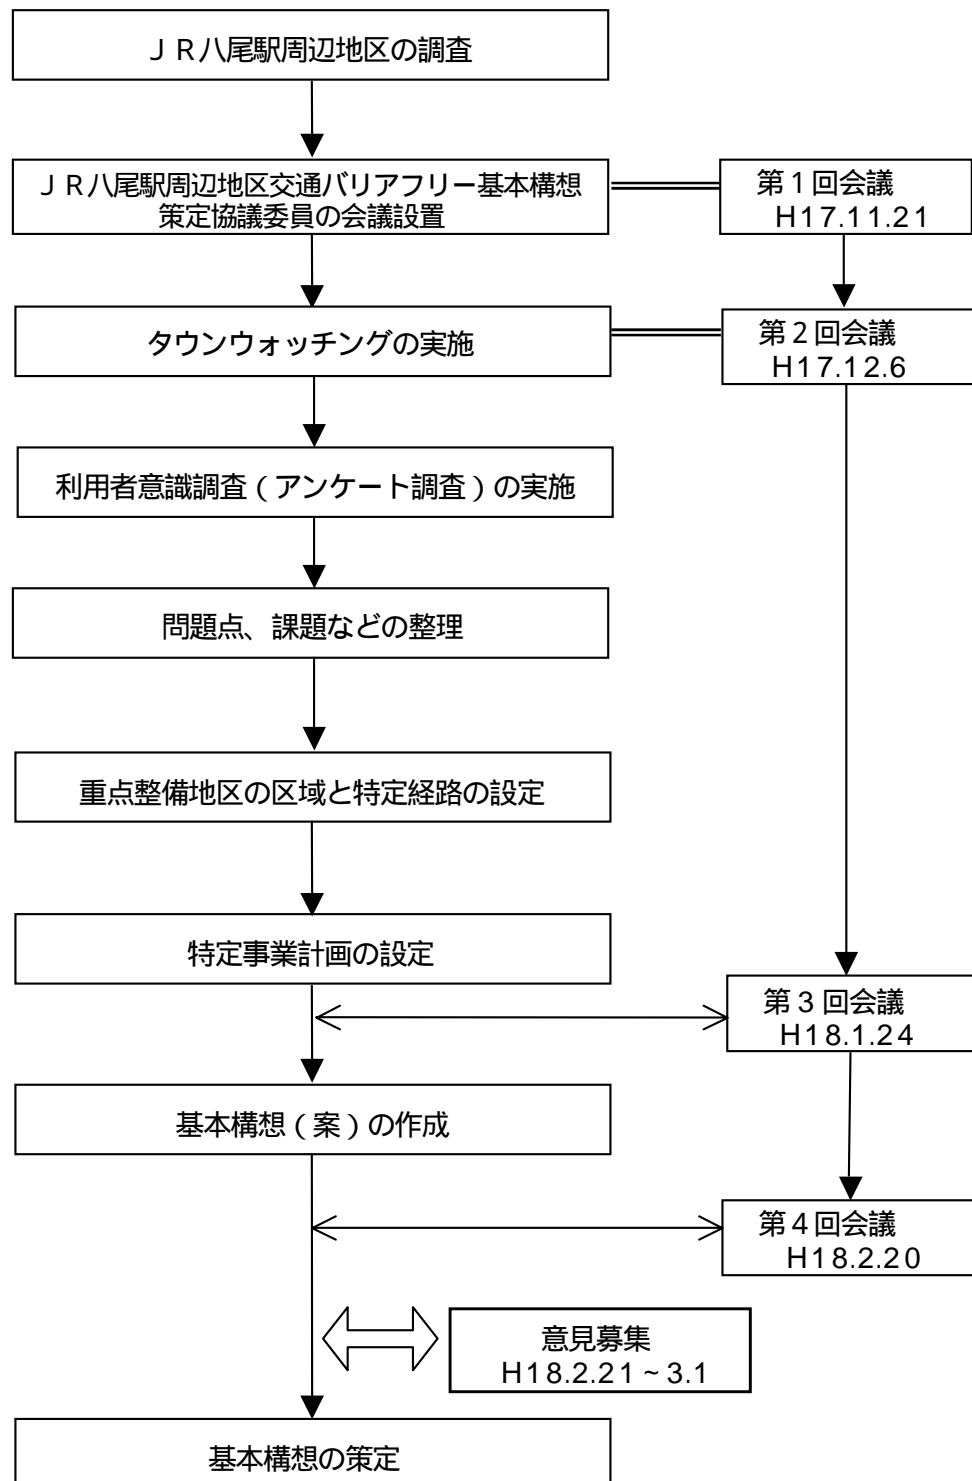 ＪＲ八尾駅周辺地区の調査
ＪＲ八尾駅周辺地区交通バリアフリー基本構想
策定協議委員の会議設置
第１回会議
H17.11.21
タウンウォッチングの実施
第２回会議
H17.12.6
利用者意識調査（アンケート調査）の実施
問題点、課題などの整理
重点整備地区の区域と特定経路の設定
特定事業計画の設定
第３回会議
H18.1.24
基本構想（案）の作成
第４回会議
H18.2.20
意見募集
H18.2.21～3.1
基本構想の策定